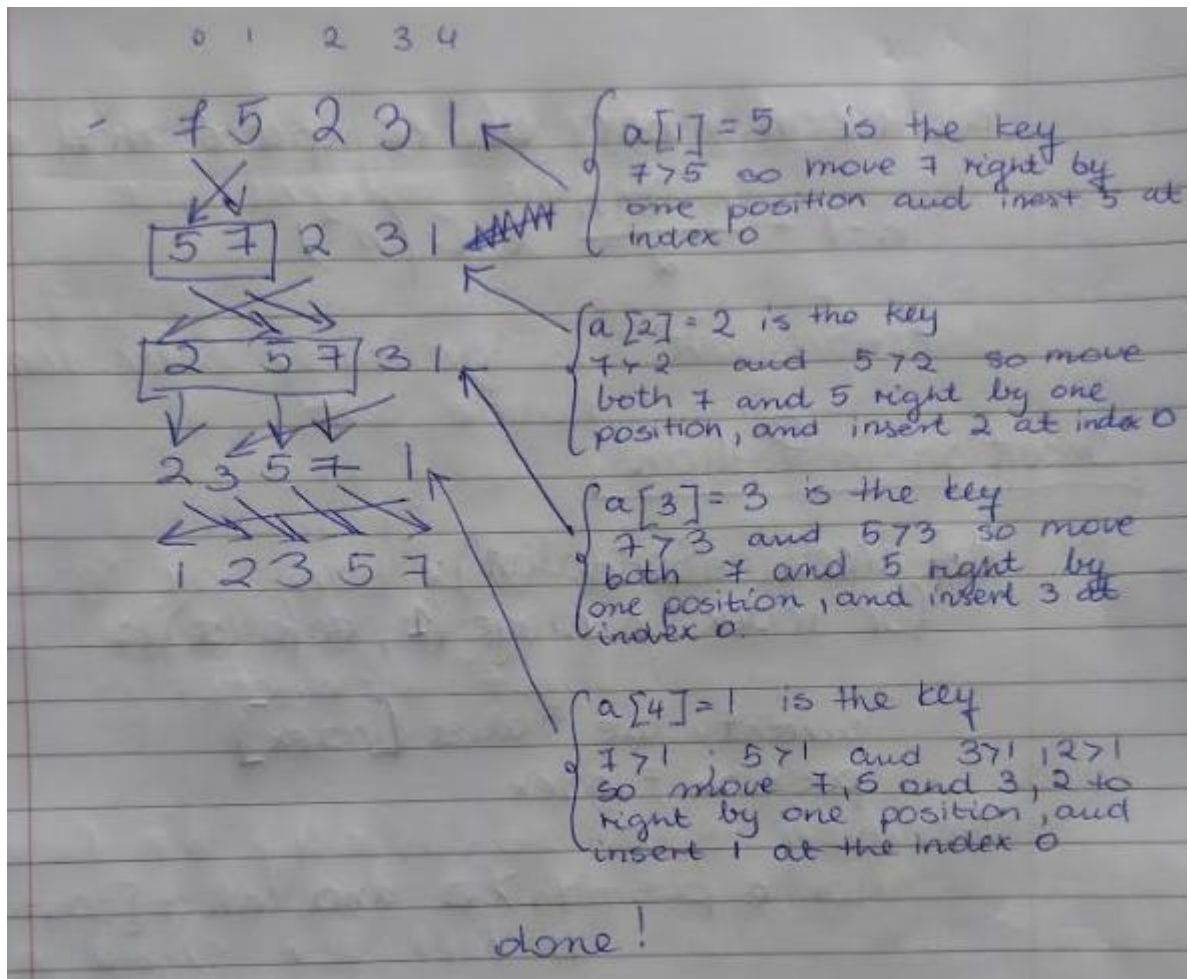 0 1 2 3 4
- 7 5 2 3 1
a[1] = 5 is the key
7>5 so move 7 right by
one position and insert 5 at
index 0
5 7 2 3 1
a[2] = 2 is the key
7>2 and 5>2 so move
both 7 and 5 right by one
position, and insert 2 at index 0
2 5 7 3 1
2 3 5 7 1
a[3] = 3 is the key
7>3 and 5>3 so move
both 7 and 5 right by
one position, and insert 3 at
index 0.
1 2 3 5 7
a[4] = 1 is the key
7>1 ; 5>1 and 3>1, 2>1
so move 7, 5 and 3, 2 to
right by one position, and
insert 1 at the index 0
done!